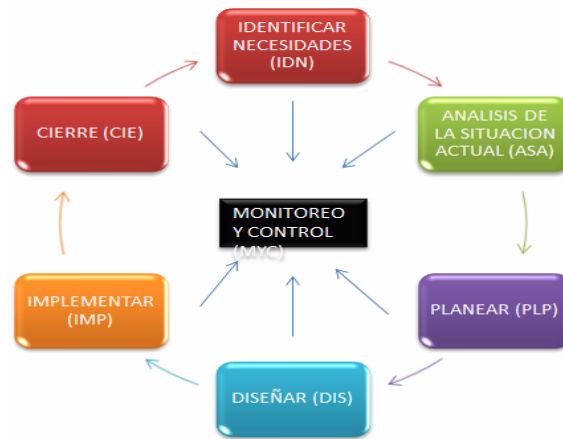 IDENTIFICAR
NECESIDADES
(IDN)
ANALISIS DE
LA SITUACION
ACTUAL (ASA)
PLANEAR (PLP)
DISEÑAR (DIS)
IMPLEMENTAR
(IMP)
CIERRE (CIE)
MONITOREO
Y CONTROL
(MYC)